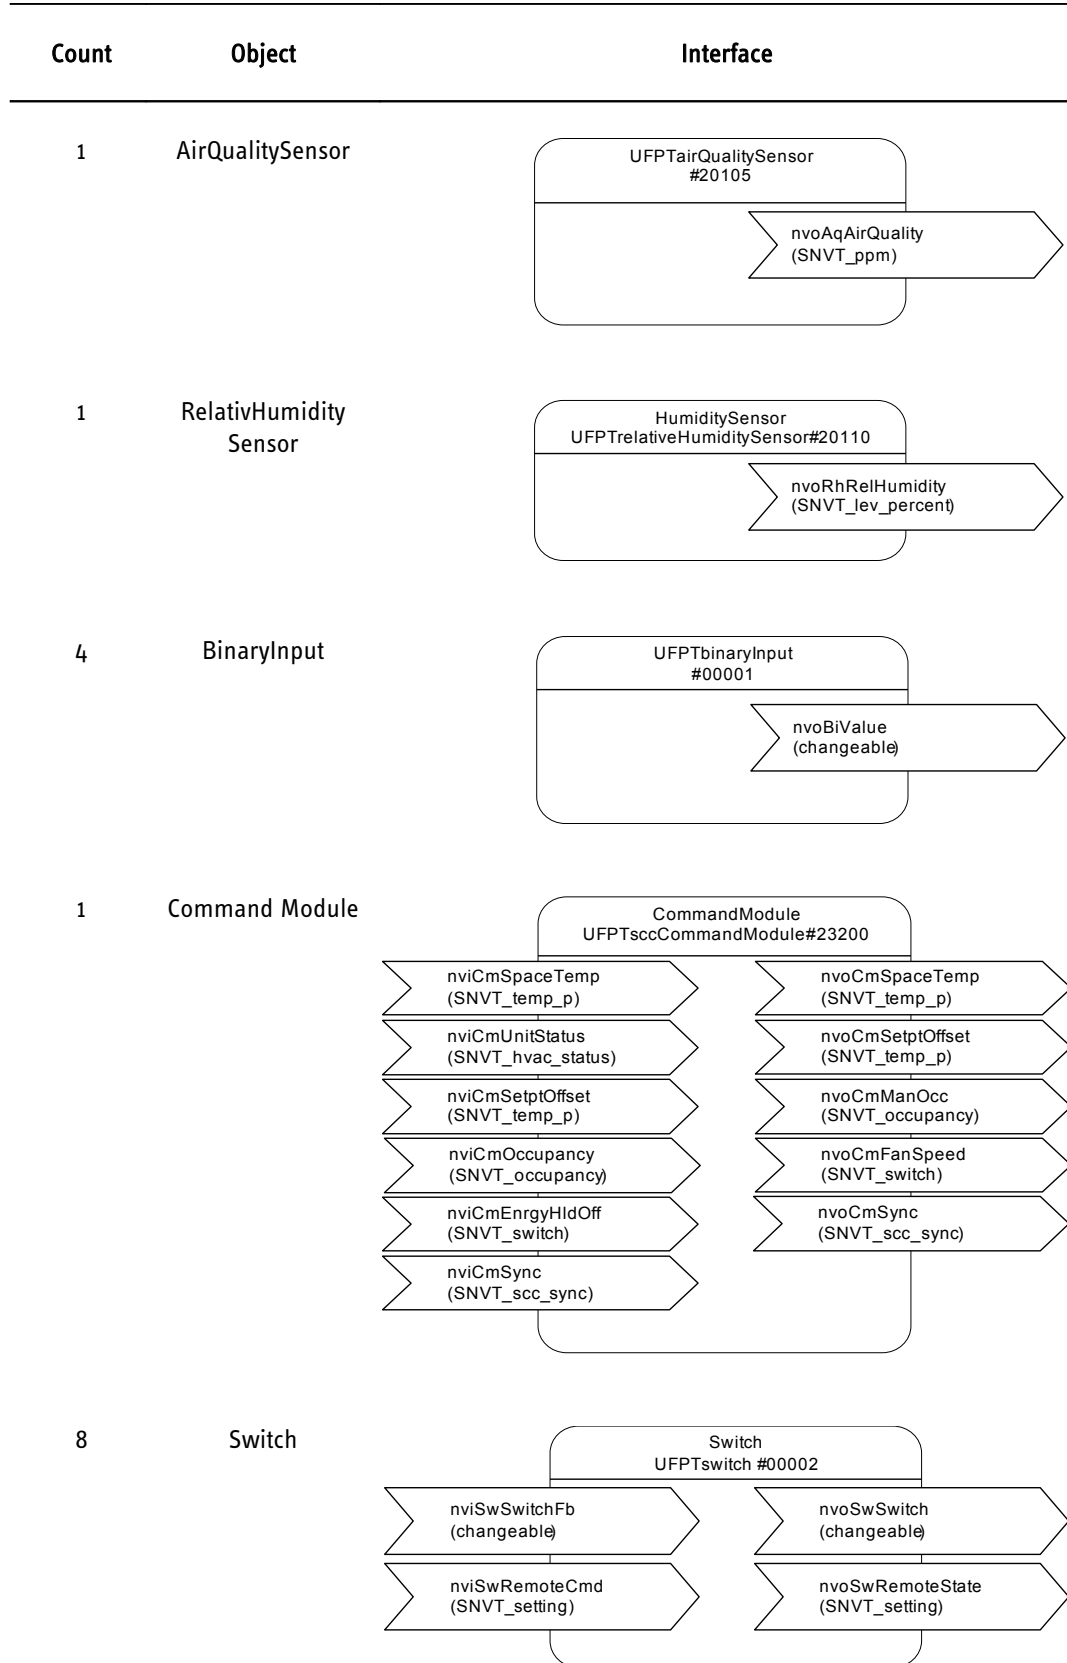 Count Object Interface
1 AirQualitySensor
UFPTairQualitySensor
#20105
nvoAqAirQuality
(SNVT_ppm)
1 RelativHumidity
Sensor
HumiditySensor
UFPTrelativeHumiditySensor#20110
nvoRhRelHumidity
(SNVT_lev_percent)
4 BinaryInput
UFPTbinaryInput
#00001
nvoBiValue
(changeable)
1 Command Module
CommandModule
UFPTsccCommandModule#23200
nviCmSpaceTemp
(SNVT_temp_p)
nvoCmSpaceTemp
(SNVT_temp_p)
nviCmUnitStatus
(SNVT_hvac_status)
nvoCmSetptOffset
(SNVT_temp_p)
nviCmSetptOffset
(SNVT_temp_p)
nvoCmManOcc
(SNVT_occupancy)
nviCmOccupancy
(SNVT_occupancy)
nvoCmFanSpeed
(SNVT_switch)
nviCmEnrgyHldOff
(SNVT_switch)
nvoCmSync
(SNVT_scc_sync)
nviCmSync
(SNVT_scc_sync)
8 Switch
Switch
UFPTswitch #00002
nviSwSwitchFb
(changeable)
nvoSwSwitch
(changeable)
nviSwRemoteCmd
(SNVT_setting)
nvoSwRemoteState
(SNVT_setting)